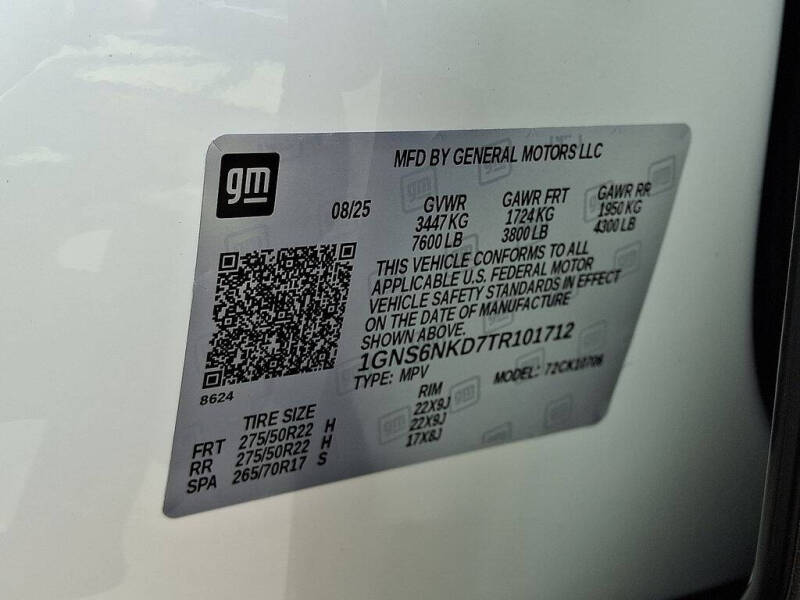 gm
MFD BY GENERAL MOTORS LLC
08/25
GVWR GAWR FRT GAWR RR
3447 KG 1724 KG 1950 KG
7600 LB 3800 LB 4300 LB
THIS VEHICLE CONFORMS TO ALL
APPLICABLE U.S. FEDERAL MOTOR
VEHICLE SAFETY STANDARDS IN EFFECT
ON THE DATE OF MANUFACTURE
SHOWN ABOVE.
1GNS6NKD7TR101712
TYPE: MPV MODEL: 72CK10706
8624
TIRE SIZE RIM
FRT 275/50R22 H 22X9J
RR 275/50R22 H 22X9J
SPA 265/70R17 S 17X8J